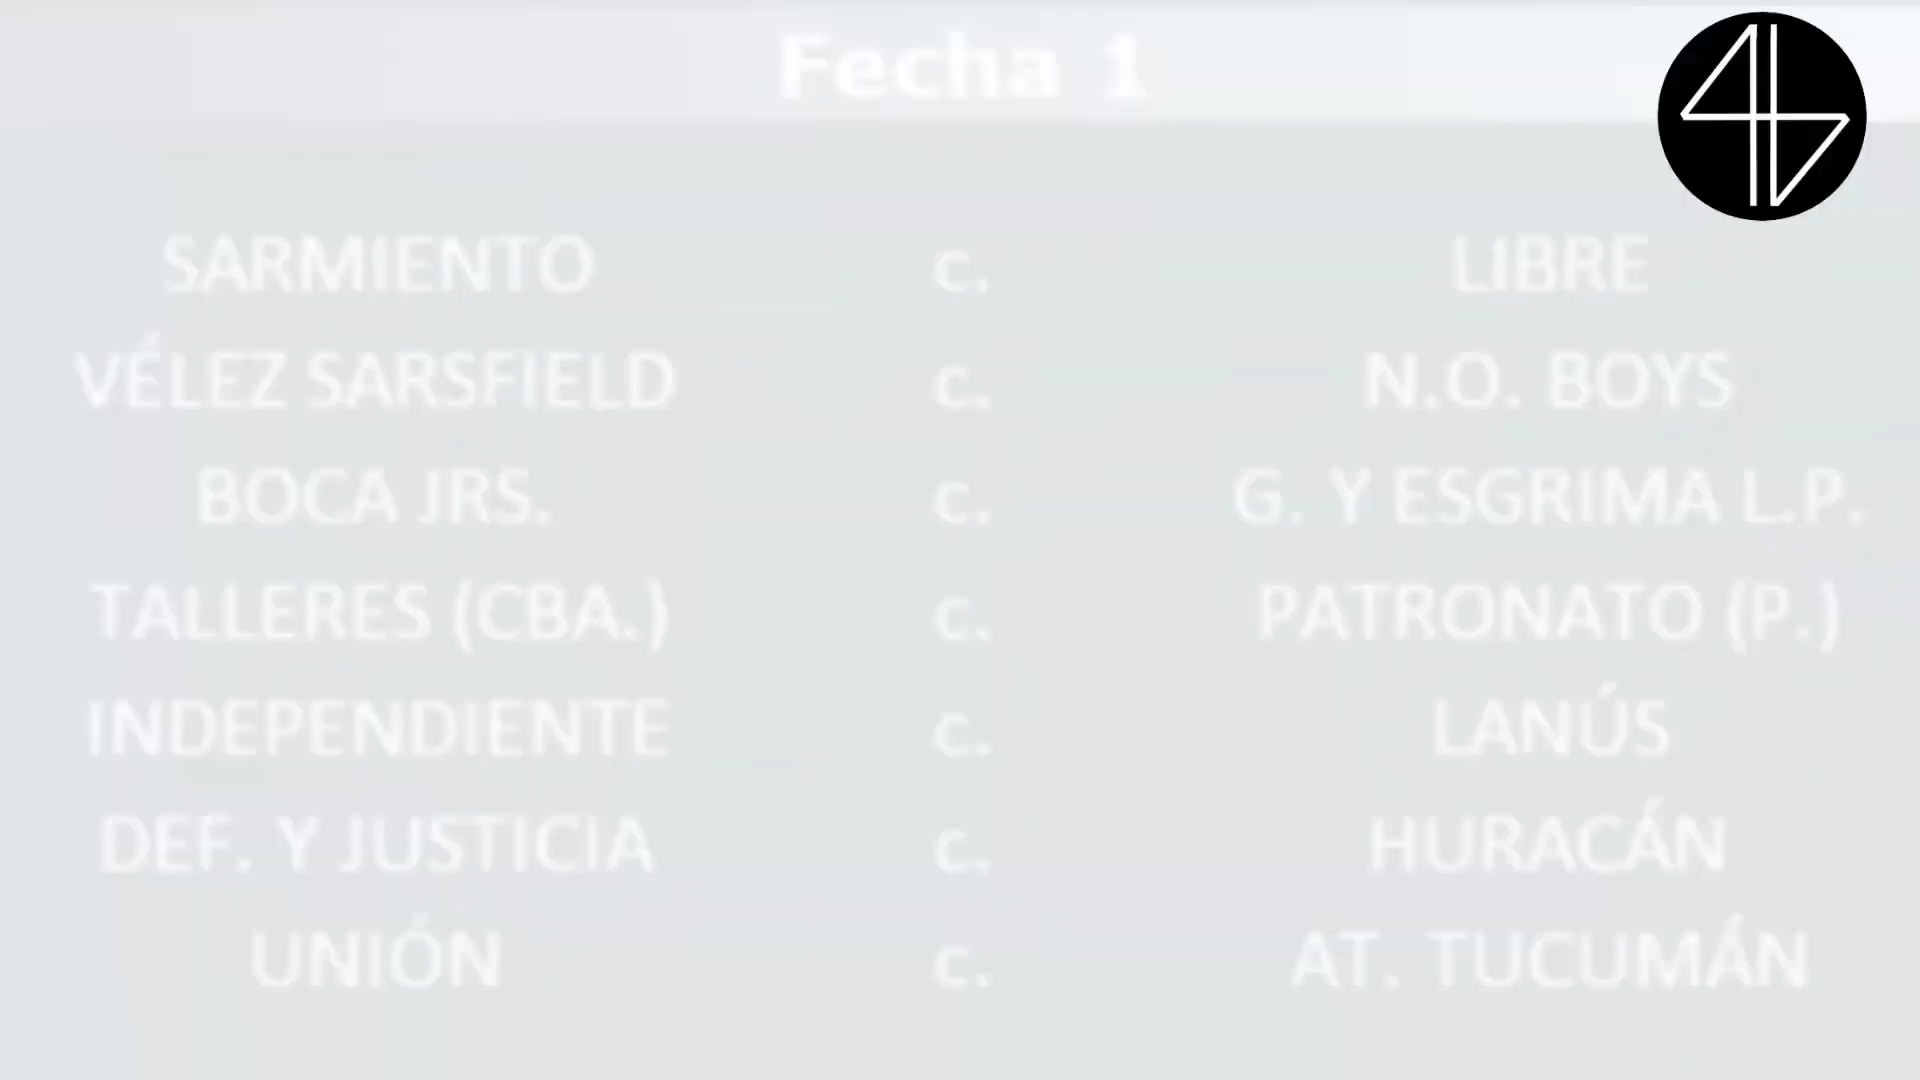 Fecha 1
SARMIENTO c. LIBRE
VÉLEZ SARSFIELD c. N.O. BOYS
BOCA JRS. c. G. Y ESGRIMA L.P.
TALLERES (CBA.) c. PATRONATO (P.)
INDEPENDIENTE c. LANÚS
DEF. Y JUSTICIA c. HURACÁN
UNIÓN c. AT. TUCUMÁN